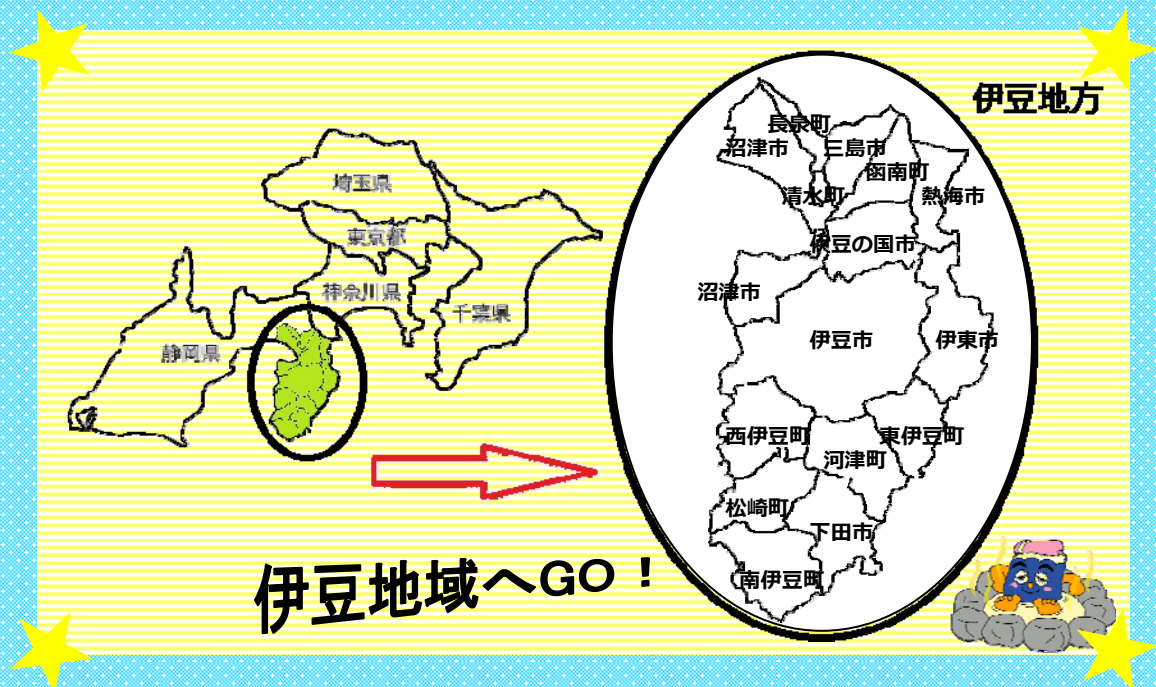 伊豆地方
長泉町
沼津市
三島市
函南町
清水町
熱海市
伊豆の国市
沼津市
伊豆市
伊東市
西伊豆町
東伊豆町
河津町
松崎町
下田市
南伊豆町
埼玉県
東京都
神奈川県
千葉県
静岡県
伊豆地域へGO！